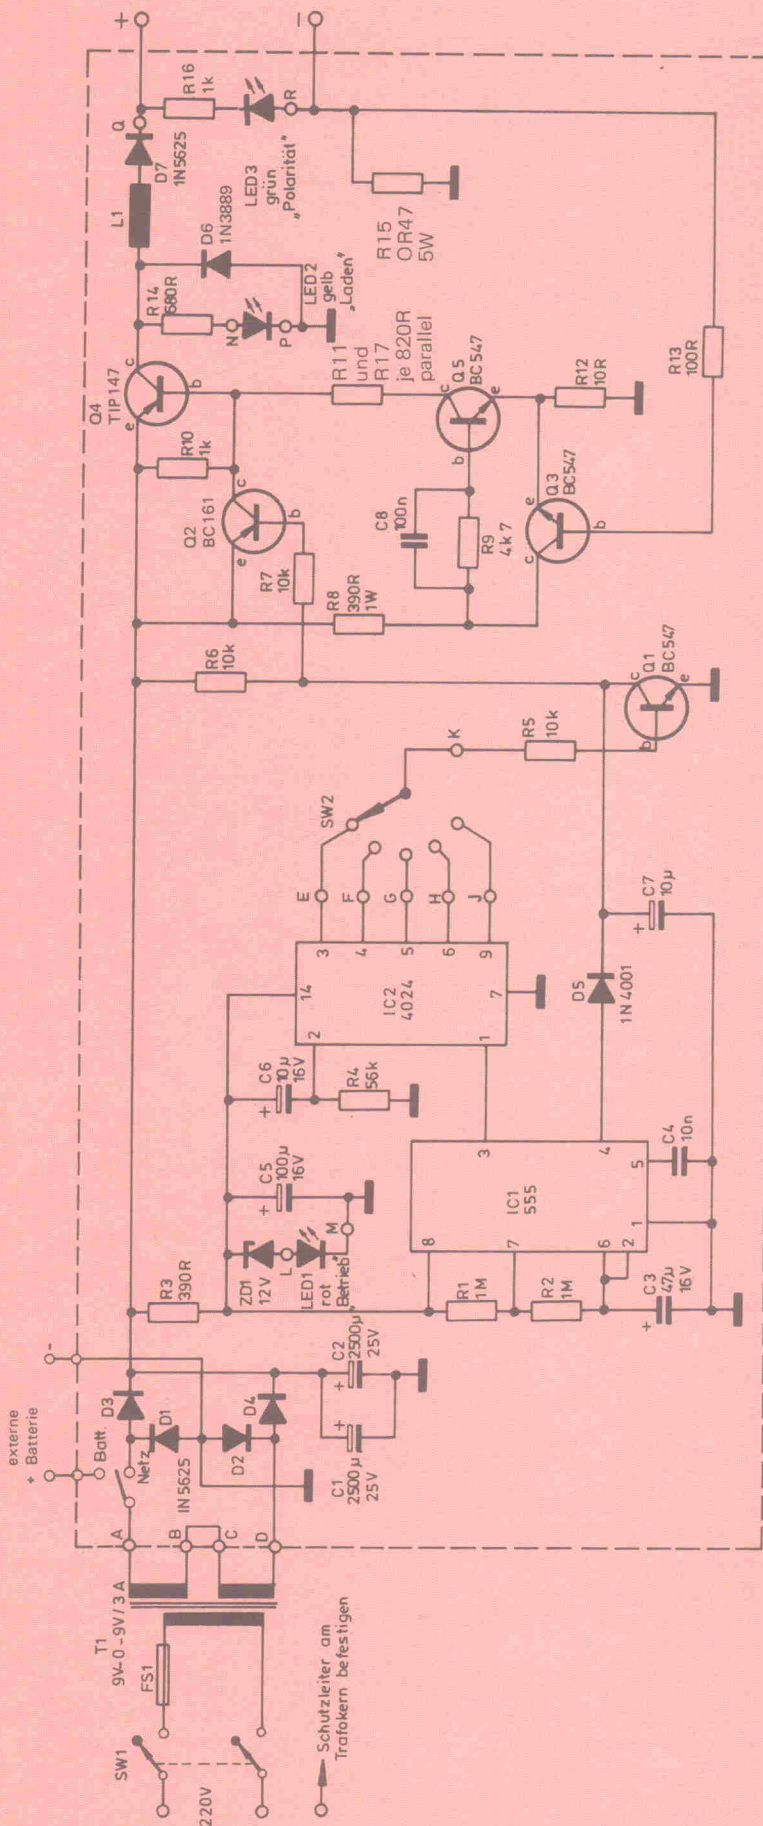 220V
SW1
FS1
T1
9V-0-9V/3 A
Schutzleiter am
Trafokern befestigen
A
B
C
D
externe
+ Batterie -
Batt.
Netz
D3
D1
IN5625
D2
D4
C1
2500µ
25V
+
C2
2500µ
25V
+
R3
390R
ZD1
12V
L
LED1
rot
„Betrieb"
M
C5
100µ
16V
+
C6
10µ
16V
+
R4
56k
R1
1M
R2
1M
C3
47µ
16V
+
IC1
555
8
7
6
2
1
5
4
3
C4
10n
IC2
4024
14
2
1
7
3
4
5
6
9
E
F
G
H
J
SW2
K
R5
10k
D5
1N 4001
C7
10µ
+
Q1
BC547
b
c
e
R6
10k
R7
10k
R8
390R
1W
Q2
BC161
e
c
b
R10
1k
C8
100n
R9
4k7
Q3
BC547
c
e
b
Q4
TIP147
e
c
b
R11
und
R17
je 820R
parallel
Q5
BC547
c
e
b
R12
10R
R13
100R
R14
680R
N
P
LED2
gelb
„Laden"
D6
1N3889
L1
D7
1N5625
Q
R16
1k
R
LED3
grün
„Polarität"
R15
OR47
5W
+
–